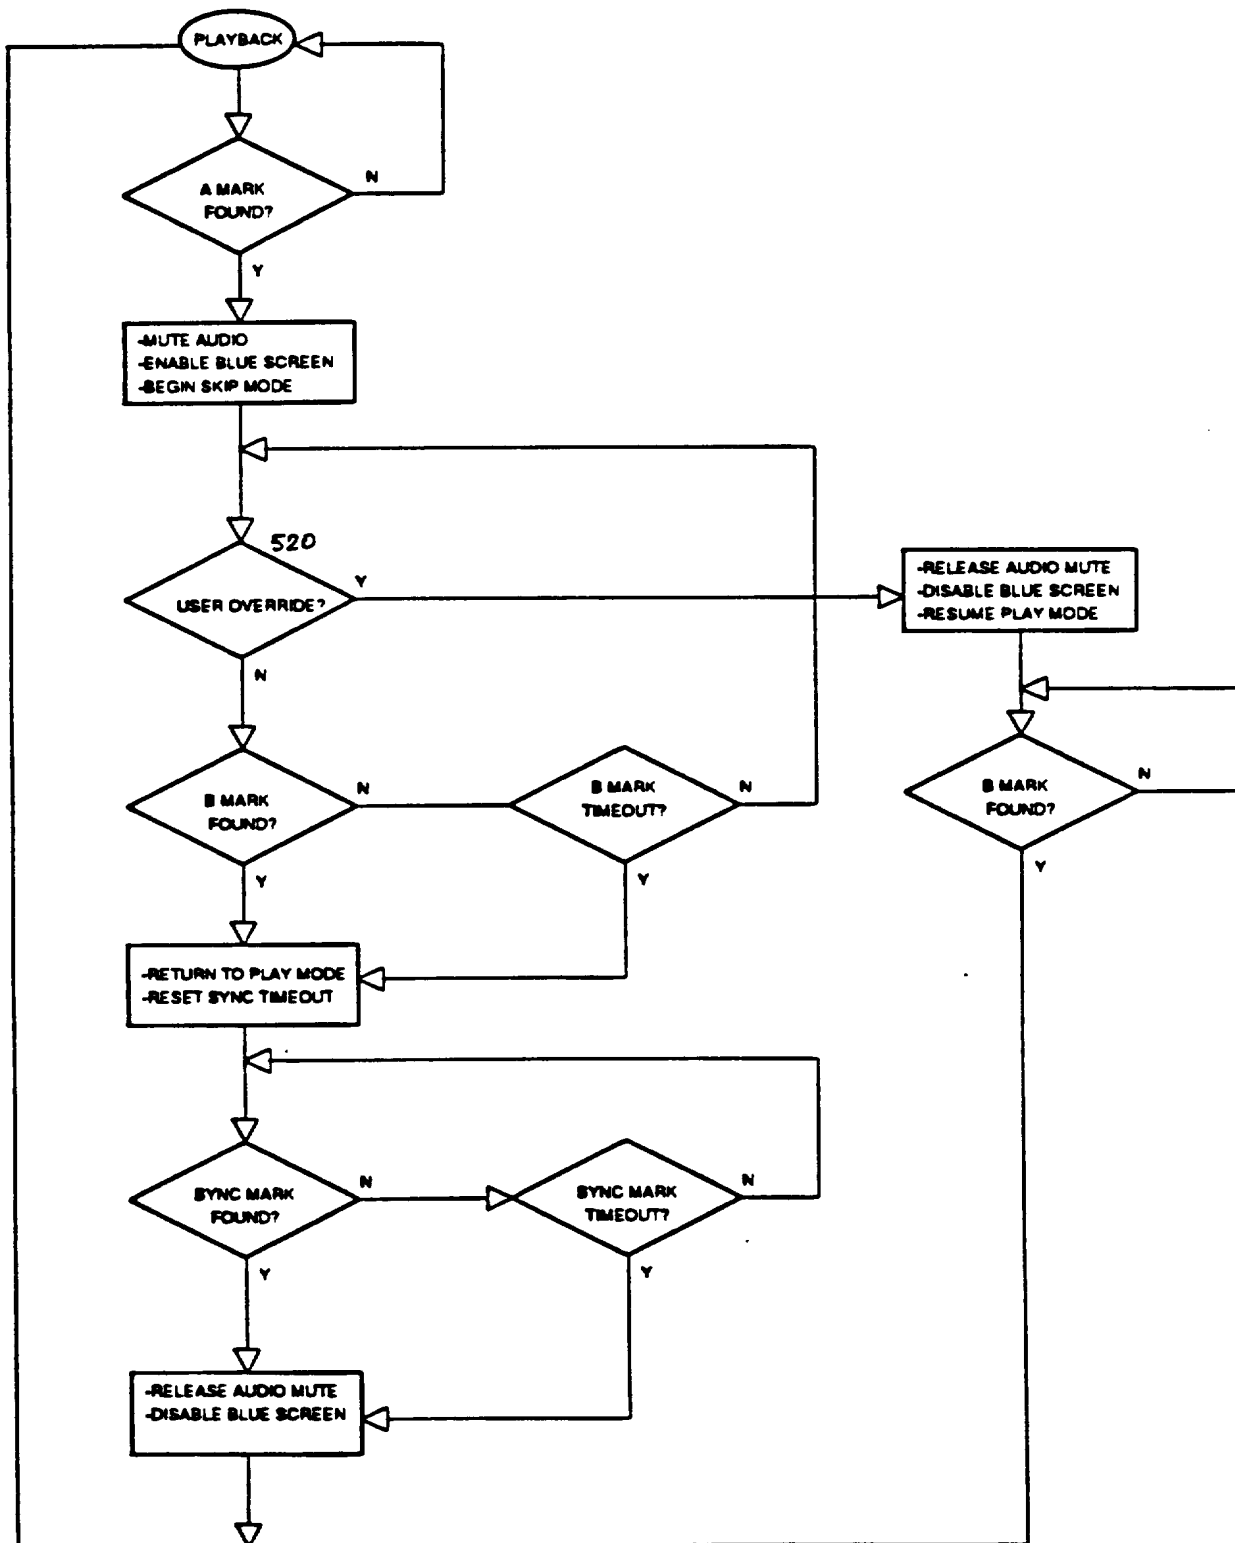 PLAYBACK
A MARK
FOUND?
N
Y
-MUTE AUDIO
-ENABLE BLUE SCREEN
-BEGIN SKIP MODE
520
USER OVERRIDE?
Y
N
-RELEASE AUDIO MUTE
-DISABLE BLUE SCREEN
-RESUME PLAY MODE
B MARK
FOUND?
N
Y
B MARK
TIMEOUT?
N
Y
B MARK
FOUND?
N
Y
-RETURN TO PLAY MODE
-RESET SYNC TIMEOUT
SYNC MARK
FOUND?
N
Y
SYNC MARK
TIMEOUT?
N
Y
-RELEASE AUDIO MUTE
-DISABLE BLUE SCREEN